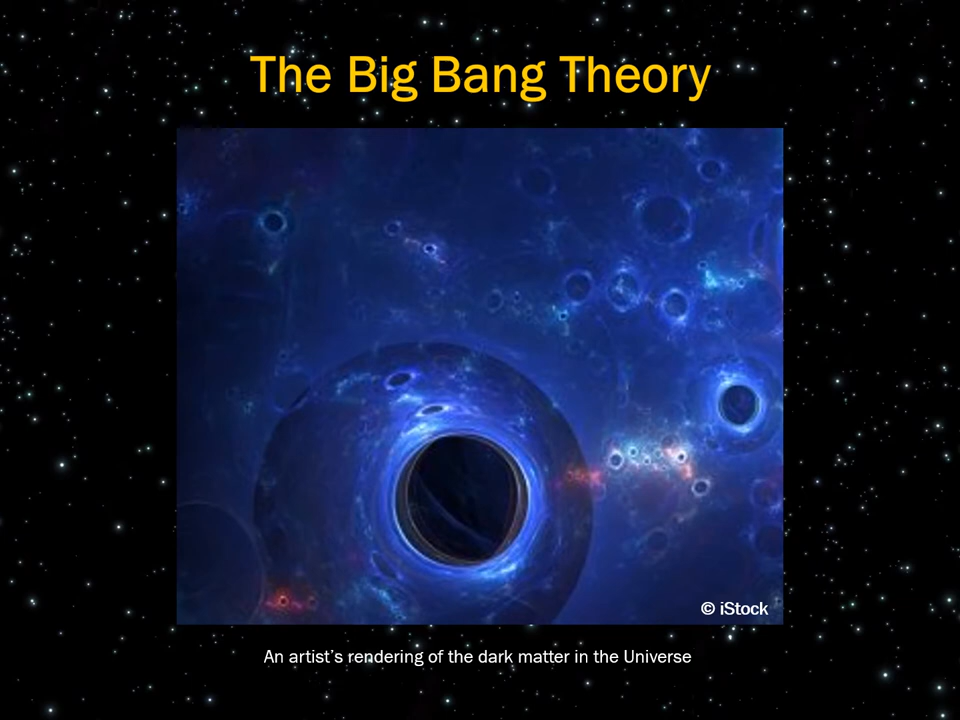 The Big Bang Theory
© iStock
An artist’s rendering of the dark matter in the Universe